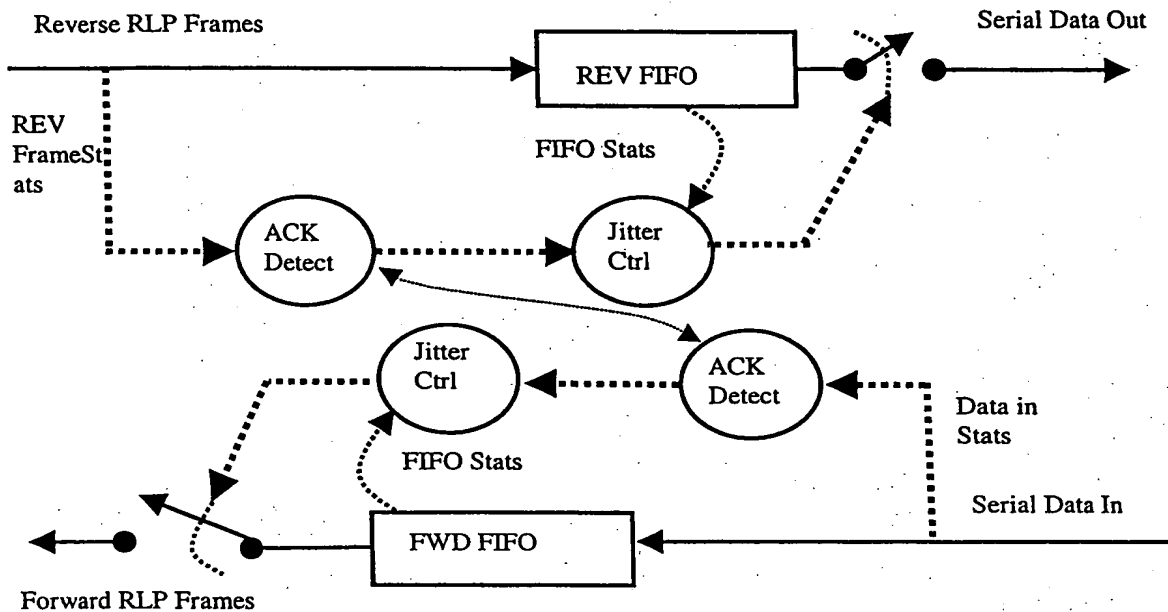 Reverse RLP Frames
Serial Data Out
REV FIFO
REV
FrameSt
ats
FIFO Stats
ACK
Detect
Jitter
Ctrl
Jitter
Ctrl
ACK
Detect
Data in
Stats
FIFO Stats
Serial Data In
FWD FIFO
Forward RLP Frames